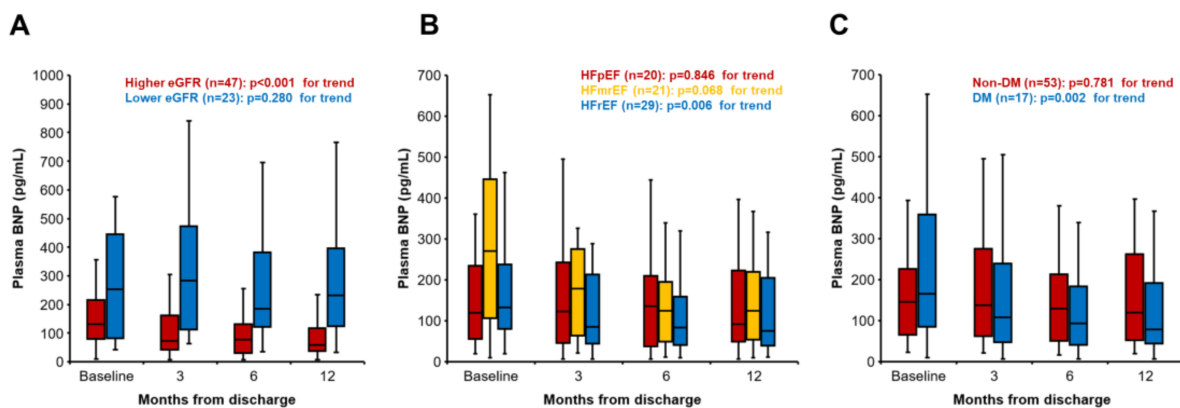 A
Higher eGFR (n=47): p<0.001 for trend
Lower eGFR (n=23): p=0.280 for trend
Plasma BNP (pg/mL)
1000
900
800
700
600
500
400
300
200
100
0
Baseline 3 6 12
Months from discharge
B
HFpEF (n=20): p=0.846 for trend
HFmrEF (n=21): p=0.068 for trend
HFrEF (n=29): p=0.006 for trend
Plasma BNP (pg/mL)
700
600
500
400
300
200
100
0
Baseline 3 6 12
Months from discharge
C
Non-DM (n=53): p=0.781 for trend
DM (n=17): p=0.002 for trend
Plasma BNP (pg/mL)
700
600
500
400
300
200
100
0
Baseline 3 6 12
Months from discharge